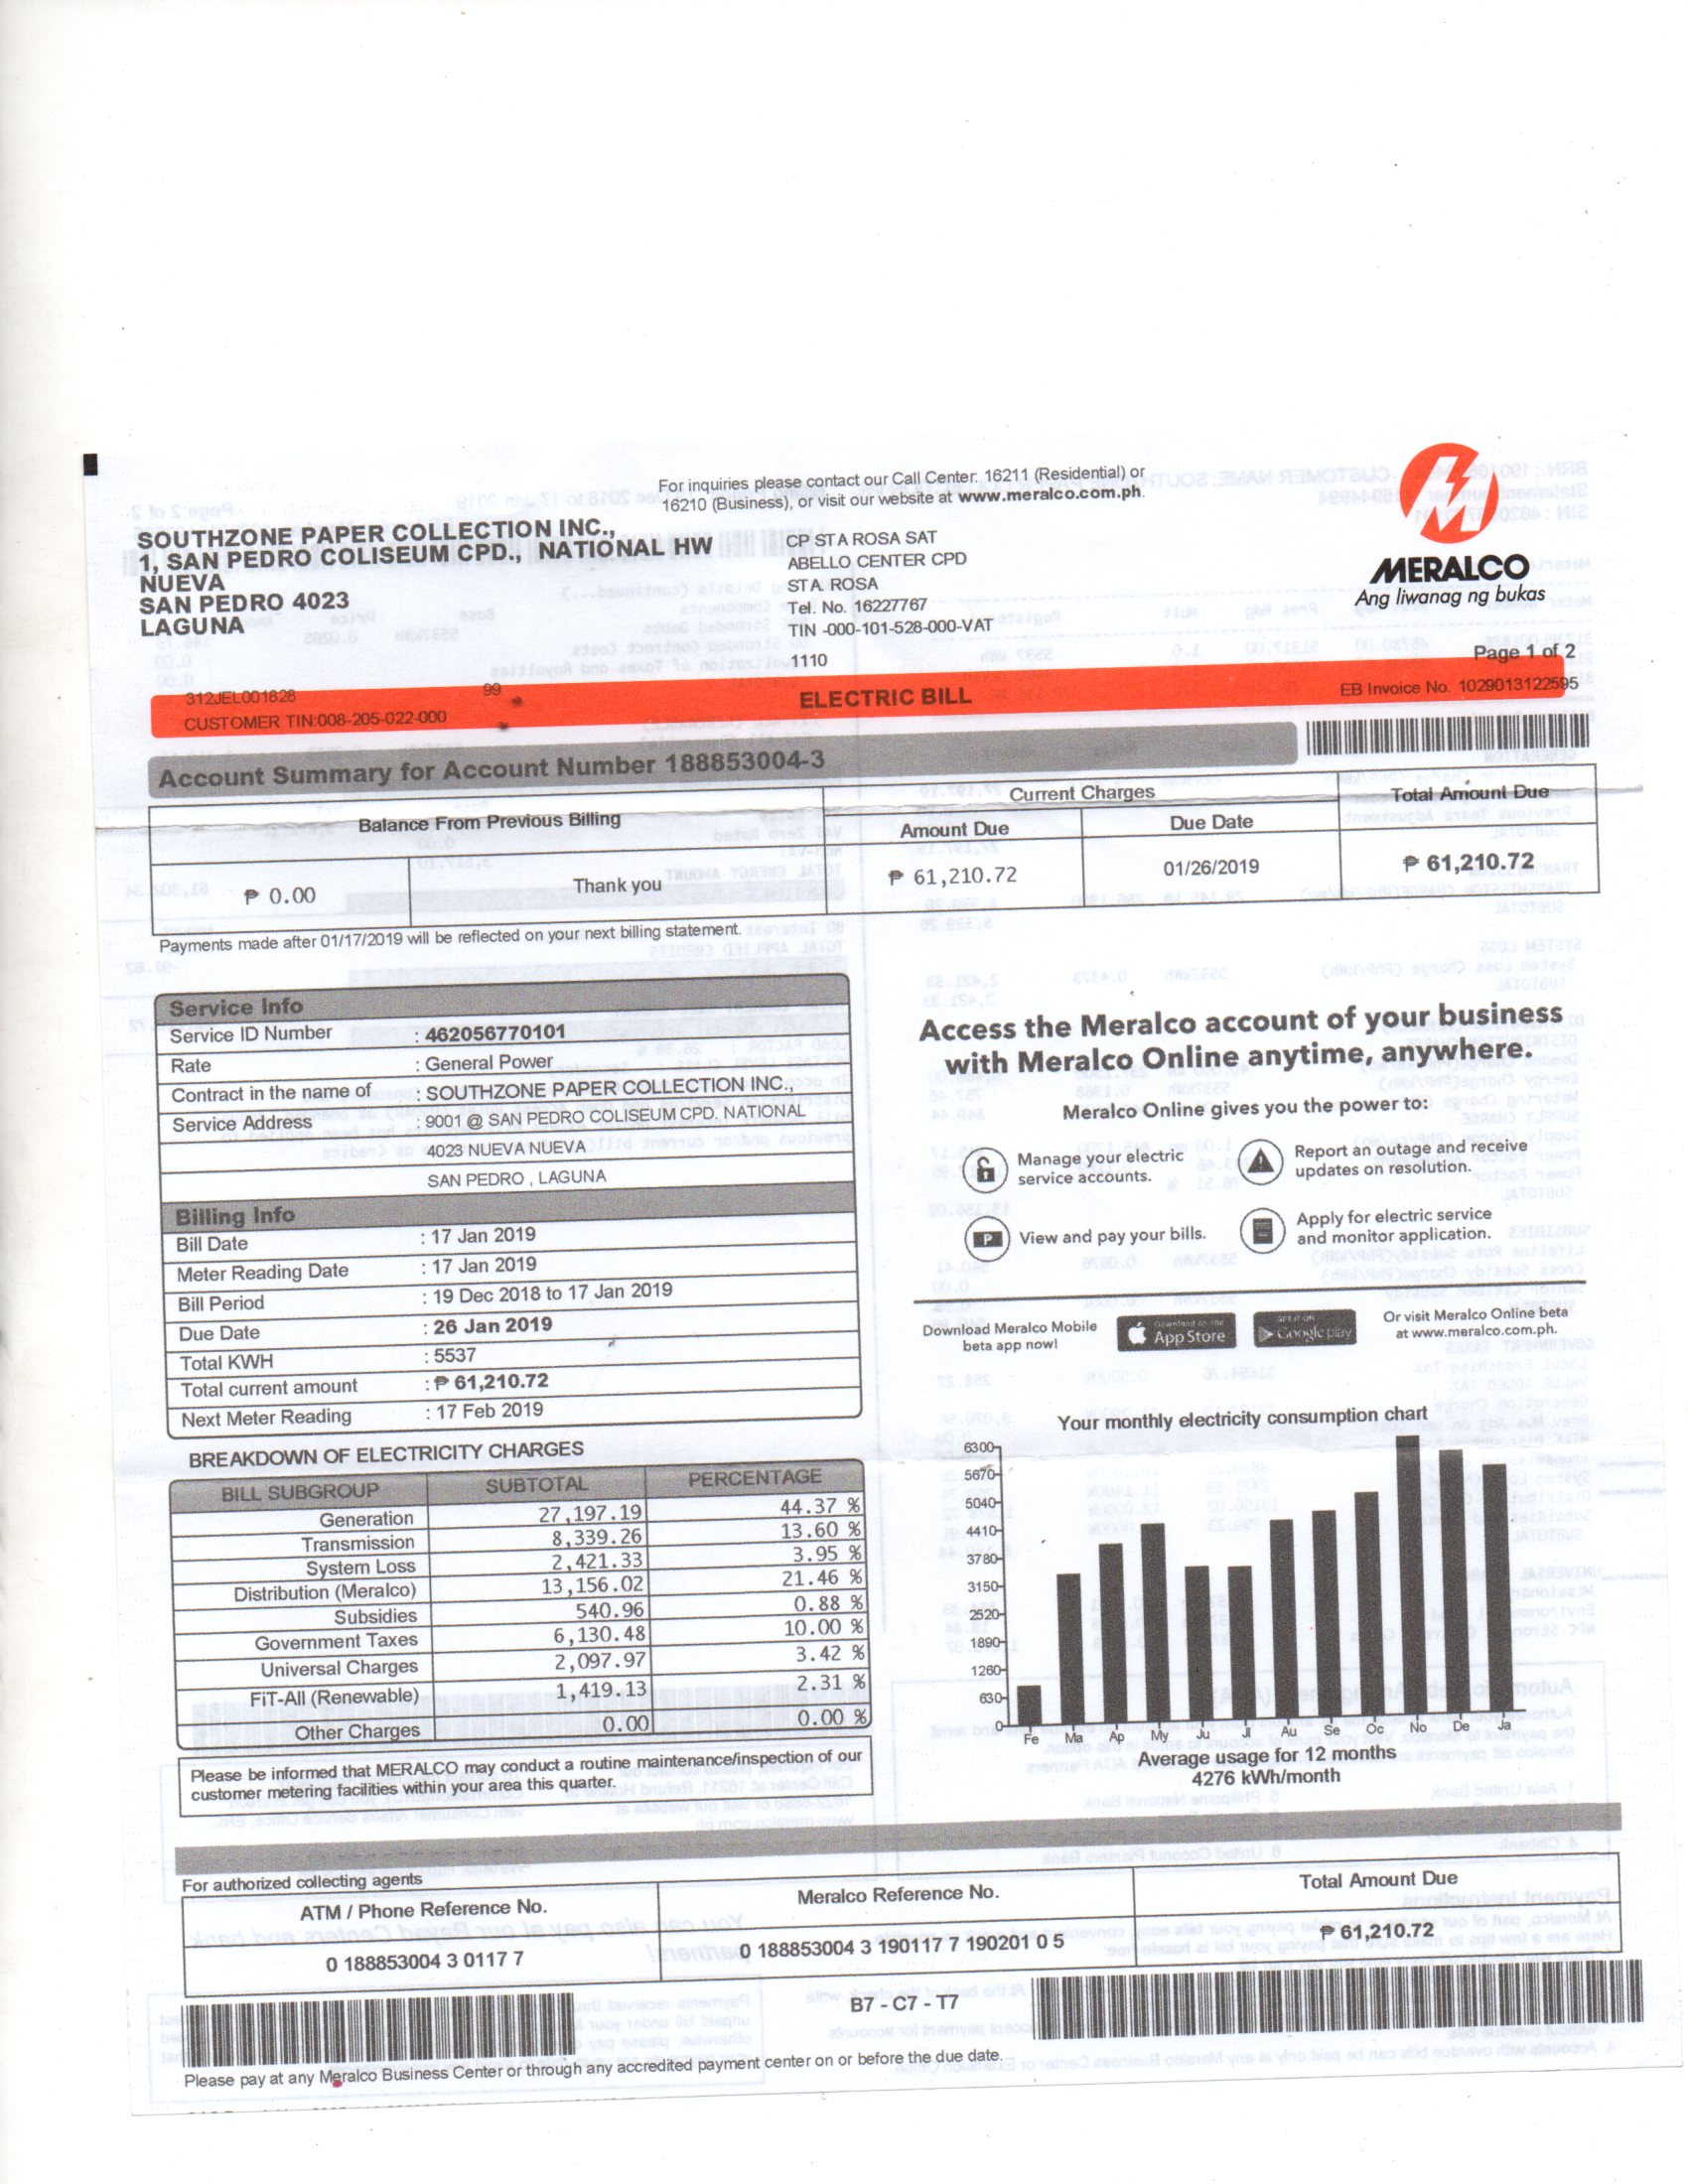 For inquiries please contact our Call Center: 16211 (Residential) or
16210 (Business), or visit our website at www.meralco.com.ph.
SOUTHZONE PAPER COLLECTION INC.,
1, SAN PEDRO COLISEUM CPD., NATIONAL HW
NUEVA
SAN PEDRO 4023
LAGUNA
CP STA ROSA SAT
ABELLO CENTER CPD
STA ROSA
Tel. No. 16227767
TIN -000-101-528-000-VAT
1110
MERALCO
Ang liwanag ng bukas
Page 1 of 2
312JEL001828 99
CUSTOMER TIN:008-205-022-000
ELECTRIC BILL
EB Invoice No. 1029013122595
Account Summary for Account Number 188853004-3
Balance From Previous Billing
Current Charges
Total Amount Due
Amount Due
Due Date
₱ 0.00
Thank you
₱ 61,210.72
01/26/2019
₱ 61,210.72
Payments made after 01/17/2019 will be reflected on your next billing statement.
Service Info
Service ID Number : 462056770101
Rate : General Power
Contract in the name of : SOUTHZONE PAPER COLLECTION INC.,
Service Address : 9001 @ SAN PEDRO COLISEUM CPD. NATIONAL
4023 NUEVA NUEVA
SAN PEDRO , LAGUNA
Billing Info
Bill Date : 17 Jan 2019
Meter Reading Date : 17 Jan 2019
Bill Period : 19 Dec 2018 to 17 Jan 2019
Due Date : 26 Jan 2019
Total KWH : 5537
Total current amount : ₱ 61,210.72
Next Meter Reading : 17 Feb 2019
Access the Meralco account of your business
with Meralco Online anytime, anywhere.
Meralco Online gives you the power to:
Manage your electric
service accounts.
Report an outage and receive
updates on resolution.
View and pay your bills.
Apply for electric service
and monitor application.
Download Meralco Mobile
beta app now!
Download on the
App Store
GET IT ON
Google play
Or visit Meralco Online beta
at www.meralco.com.ph.
BREAKDOWN OF ELECTRICITY CHARGES
BILL SUBGROUP SUBTOTAL PERCENTAGE
Generation 27,197.19 44.37 %
Transmission 8,339.26 13.60 %
System Loss 2,421.33 3.95 %
Distribution (Meralco) 13,156.02 21.46 %
Subsidies 540.96 0.88 %
Government Taxes 6,130.48 10.00 %
Universal Charges 2,097.97 3.42 %
FiT-All (Renewable) 1,419.13 2.31 %
Other Charges 0.00 0.00 %
Please be informed that MERALCO may conduct a routine maintenance/inspection of our
customer metering facilities within your area this quarter.
Your monthly electricity consumption chart
6300
5670
5040
4410
3780
3150
2520
1890
1260
630
0
Fe Ma Ap My Ju Jl Au Se Oc No De Ja
Average usage for 12 months
4276 kWh/month
For authorized collecting agents
ATM / Phone Reference No.
Meralco Reference No.
Total Amount Due
0 188853004 3 0117 7
0 188853004 3 190117 7 190201 0 5
₱ 61,210.72
B7 - C7 - T7
Please pay at any Meralco Business Center or through any accredited payment center on or before the due date.